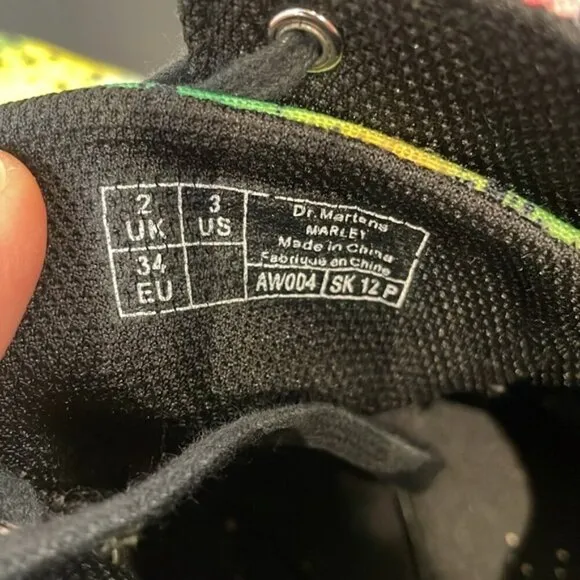 2 UK
3 US
34 EU
Dr. Martens
MARLEY
Made in China
Fabriqué en Chine
AW004
SK 12 P